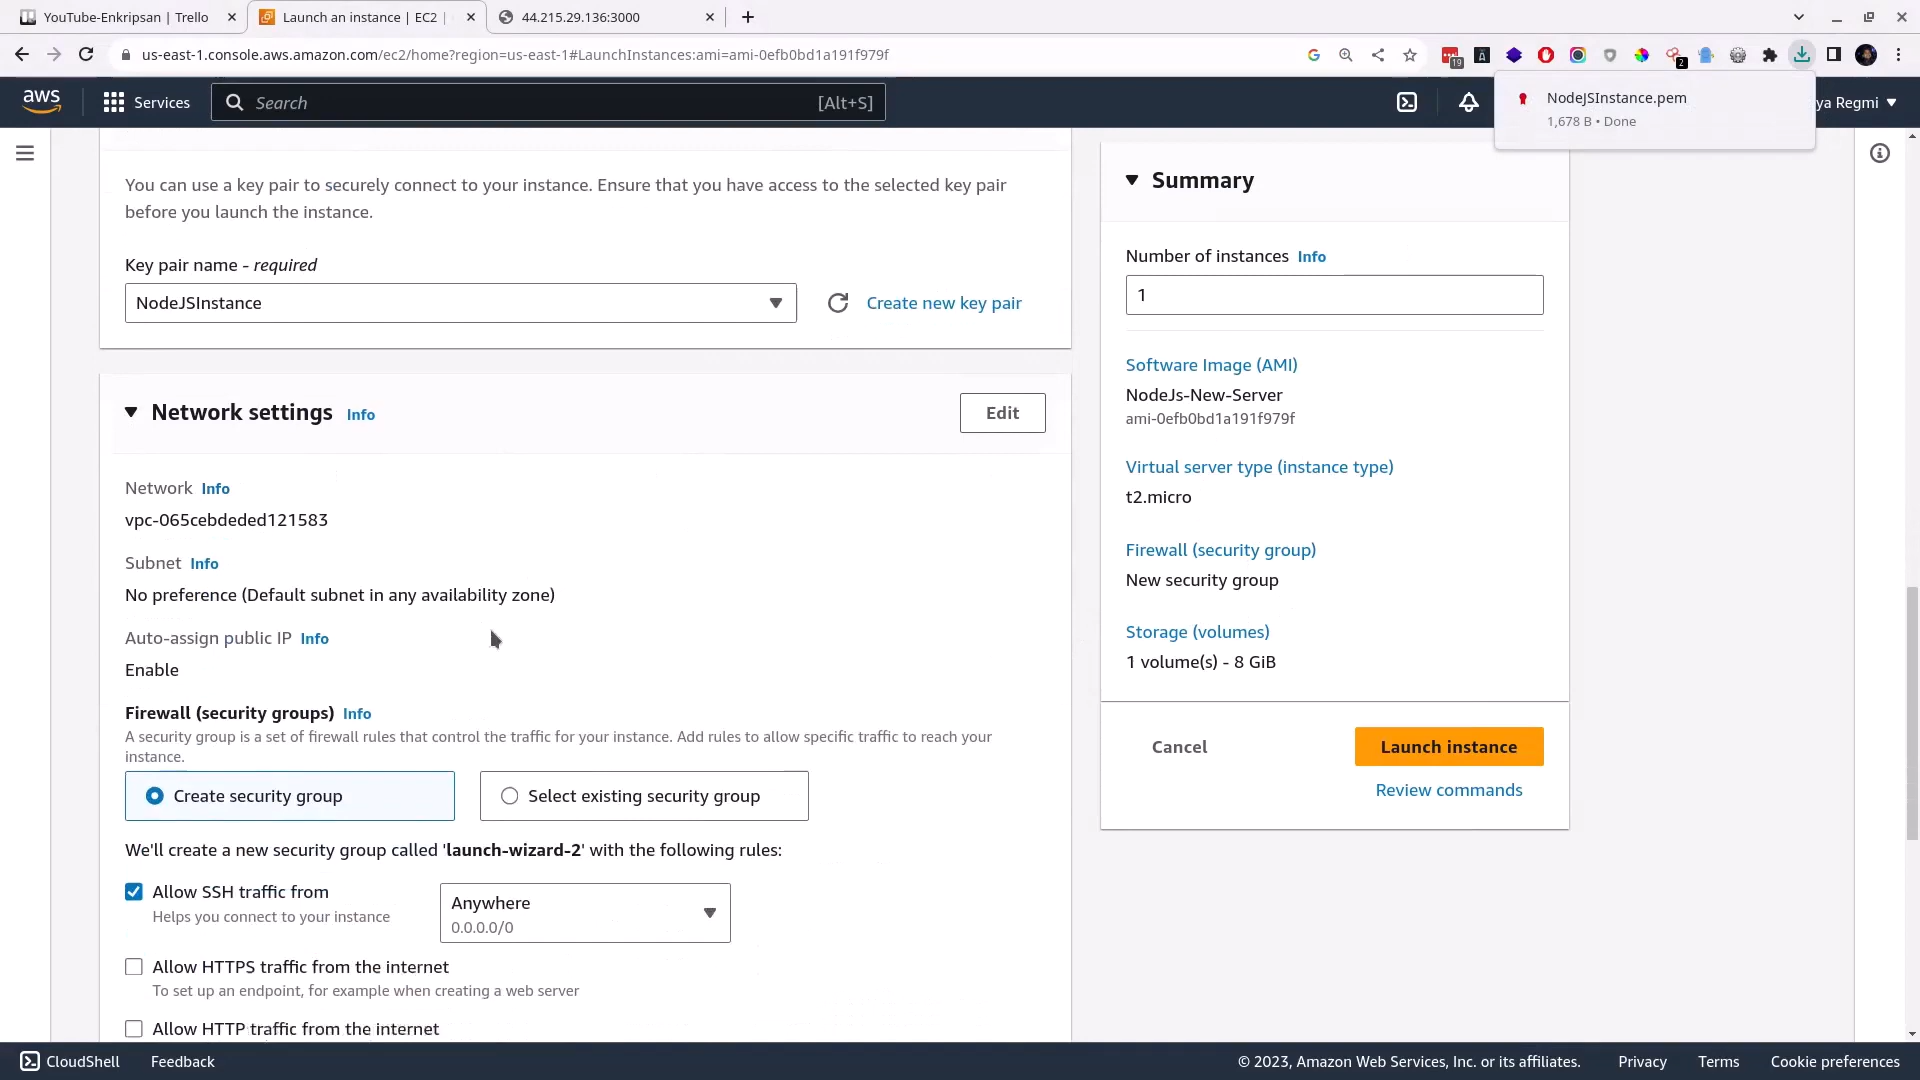 YouTube-Enkripsan | Trello
Launch an instance | EC2 |
44.215.29.136:3000
us-east-1.console.aws.amazon.com/ec2/home?region=us-east-1#LaunchInstances:ami=ami-0efb0bd1a191f979f
19
2
aws
Services
Search
[Alt+S]
ya Regmi
NodeJSInstance.pem
1,678 B • Done
You can use a key pair to securely connect to your instance. Ensure that you have access to the selected key pair
before you launch the instance.
Key pair name - required
NodeJSInstance
Create new key pair
Network settings Info
Edit
Network Info
vpc-065cebdeded121583
Subnet Info
No preference (Default subnet in any availability zone)
Auto-assign public IP Info
Enable
Firewall (security groups) Info
A security group is a set of firewall rules that control the traffic for your instance. Add rules to allow specific traffic to reach your
instance.
Create security group
Select existing security group
We'll create a new security group called 'launch-wizard-2' with the following rules:
Allow SSH traffic from
Helps you connect to your instance
Anywhere
0.0.0.0/0
Allow HTTPS traffic from the internet
To set up an endpoint, for example when creating a web server
Allow HTTP traffic from the internet
Summary
Number of instances Info
1
Software Image (AMI)
NodeJs-New-Server
ami-0efb0bd1a191f979f
Virtual server type (instance type)
t2.micro
Firewall (security group)
New security group
Storage (volumes)
1 volume(s) - 8 GiB
Cancel
Launch instance
Review commands
CloudShell
Feedback
© 2023, Amazon Web Services, Inc. or its affiliates.
Privacy
Terms
Cookie preferences